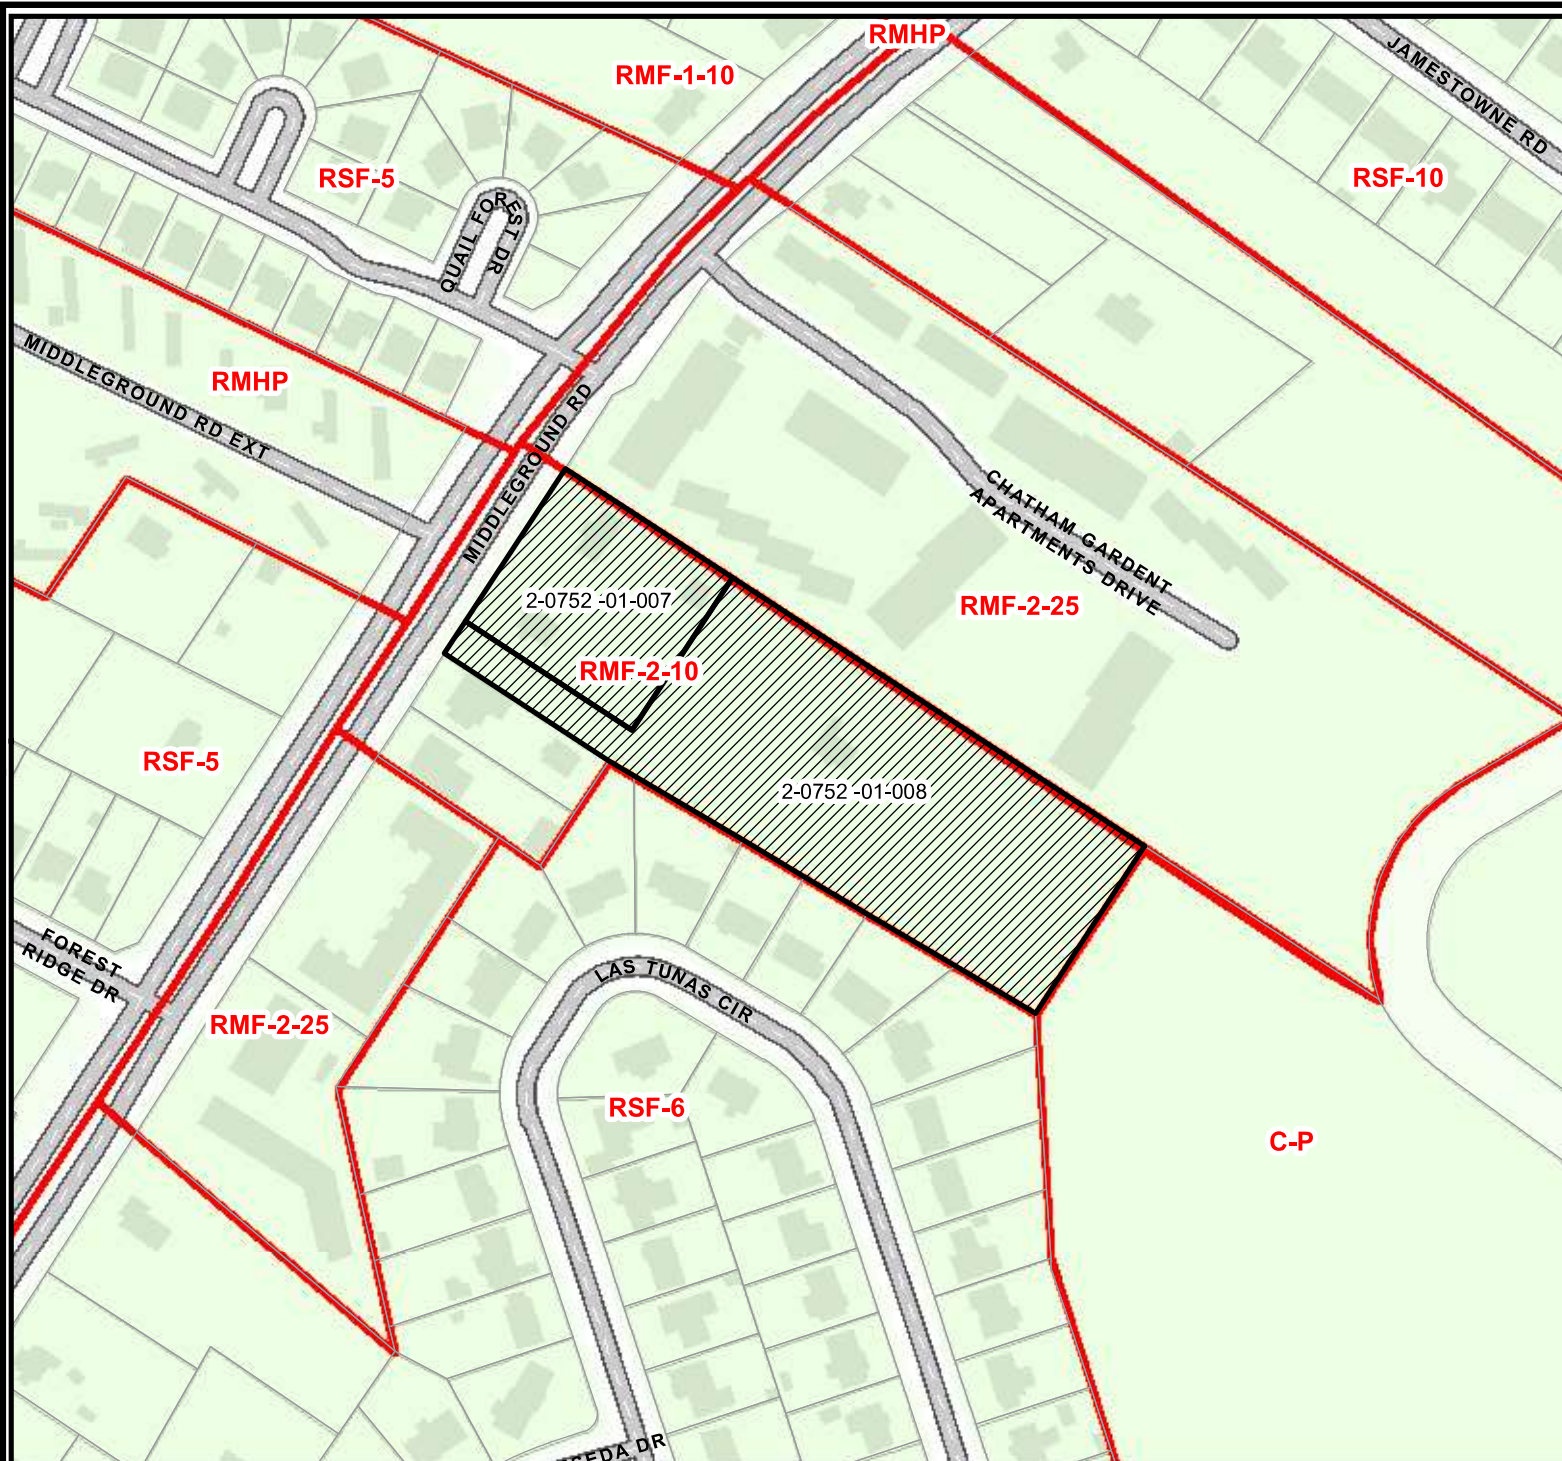 RMHP
JAMESTOWNE RD
RMF-1-10
RSF-5
RSF-10
QUAIL FOREST DR
MIDDLEGROUND RD EXT
RMHP
MIDDLEGROUND RD
CHATHAM GARDENT
APARTMENTS DRIVE
2-0752 -01-007
RMF-2-25
RMF-2-10
RSF-5
2-0752 -01-008
FOREST
RIDGE DR
LAS TUNAS CIR
RMF-2-25
RSF-6
C-P
DR